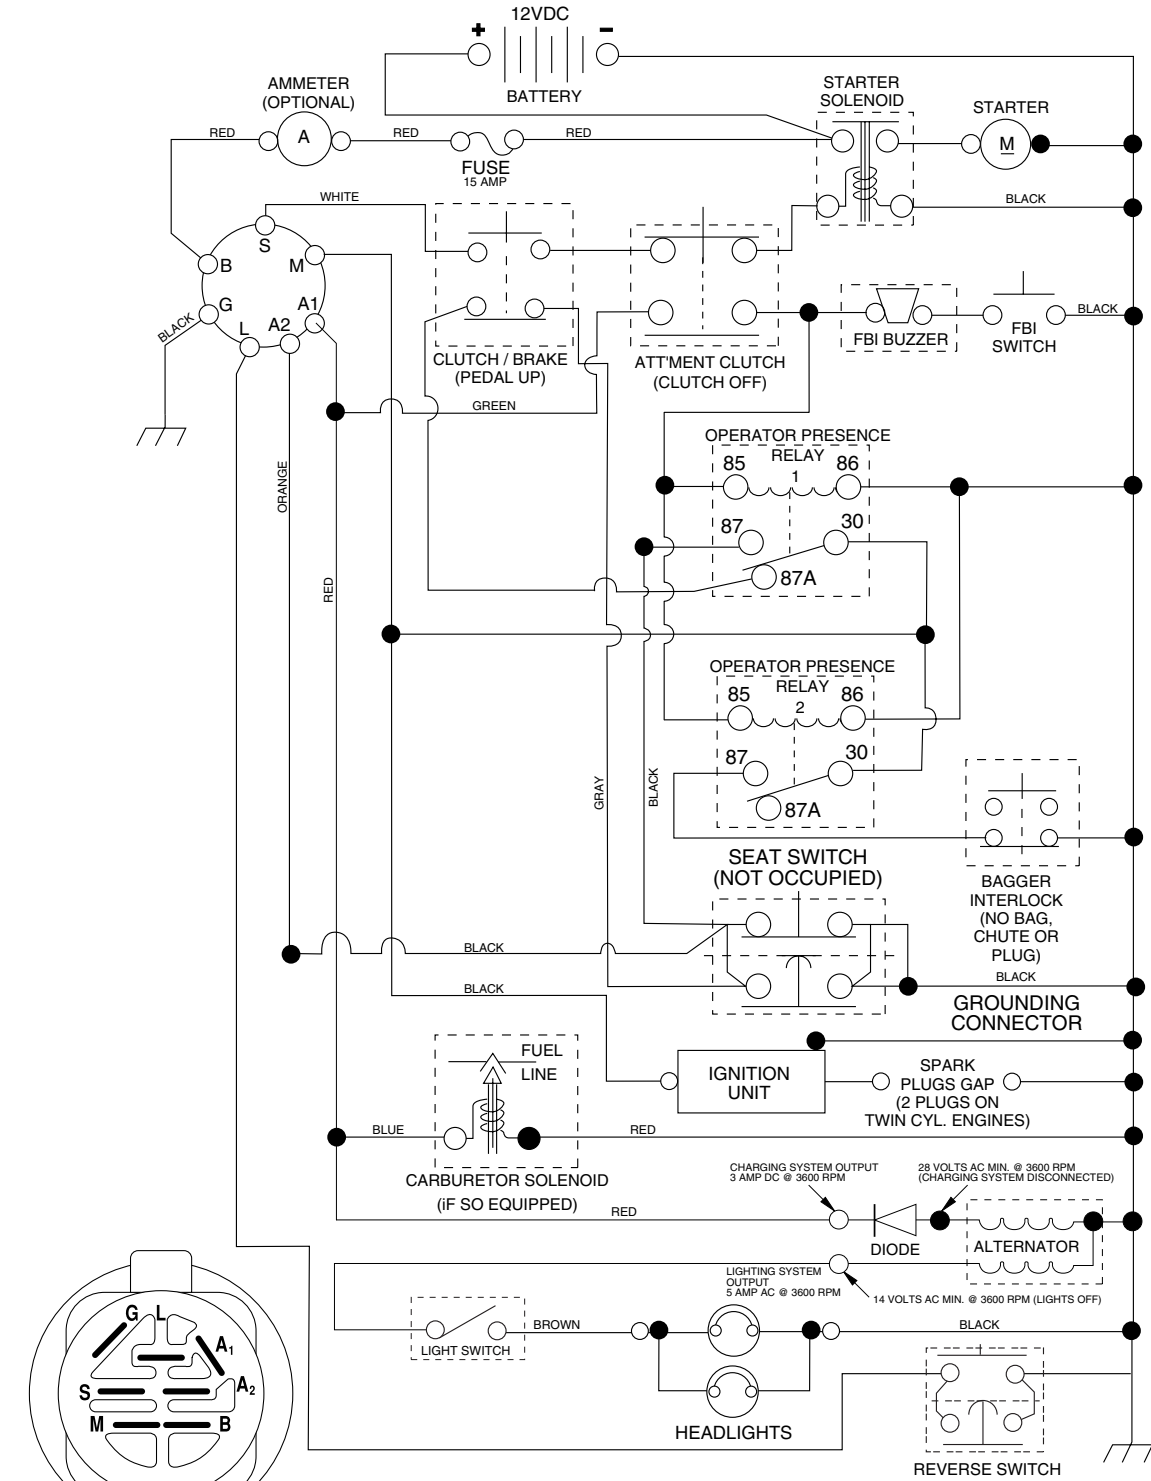 12VDC
+
-
BATTERY
AMMETER
(OPTIONAL)
A
RED
RED
RED
FUSE
15 AMP
STARTER
SOLENOID
STARTER
M
BLACK
WHITE
S
B
M
G
A1
A2
L
BLACK
CLUTCH / BRAKE
(PEDAL UP)
ATT'MENT CLUTCH
(CLUTCH OFF)
FBI BUZZER
FBI
SWITCH
BLACK
GREEN
ORANGE
RED
OPERATOR PRESENCE
RELAY
1
85
86
87
30
87A
OPERATOR PRESENCE
RELAY
2
85
86
87
30
87A
GRAY
BLACK
SEAT SWITCH
(NOT OCCUPIED)
BAGGER
INTERLOCK
(NO BAG,
CHUTE OR
PLUG)
BLACK
BLACK
BLACK
GROUNDING
CONNECTOR
FUEL
LINE
IGNITION
UNIT
SPARK
PLUGS GAP
(2 PLUGS ON
TWIN CYL. ENGINES)
BLUE
RED
CARBURETOR SOLENOID
(iF SO EQUIPPED)
CHARGING SYSTEM OUTPUT
3 AMP DC @ 3600 RPM
28 VOLTS AC MIN. @ 3600 RPM
(CHARGING SYSTEM DISCONNECTED)
RED
DIODE
ALTERNATOR
LIGHTING SYSTEM
OUTPUT
5 AMP AC @ 3600 RPM
14 VOLTS AC MIN. @ 3600 RPM (LIGHTS OFF)
LIGHT SWITCH
BROWN
BLACK
HEADLIGHTS
REVERSE SWITCH
G
L
A1
S
A2
M
B